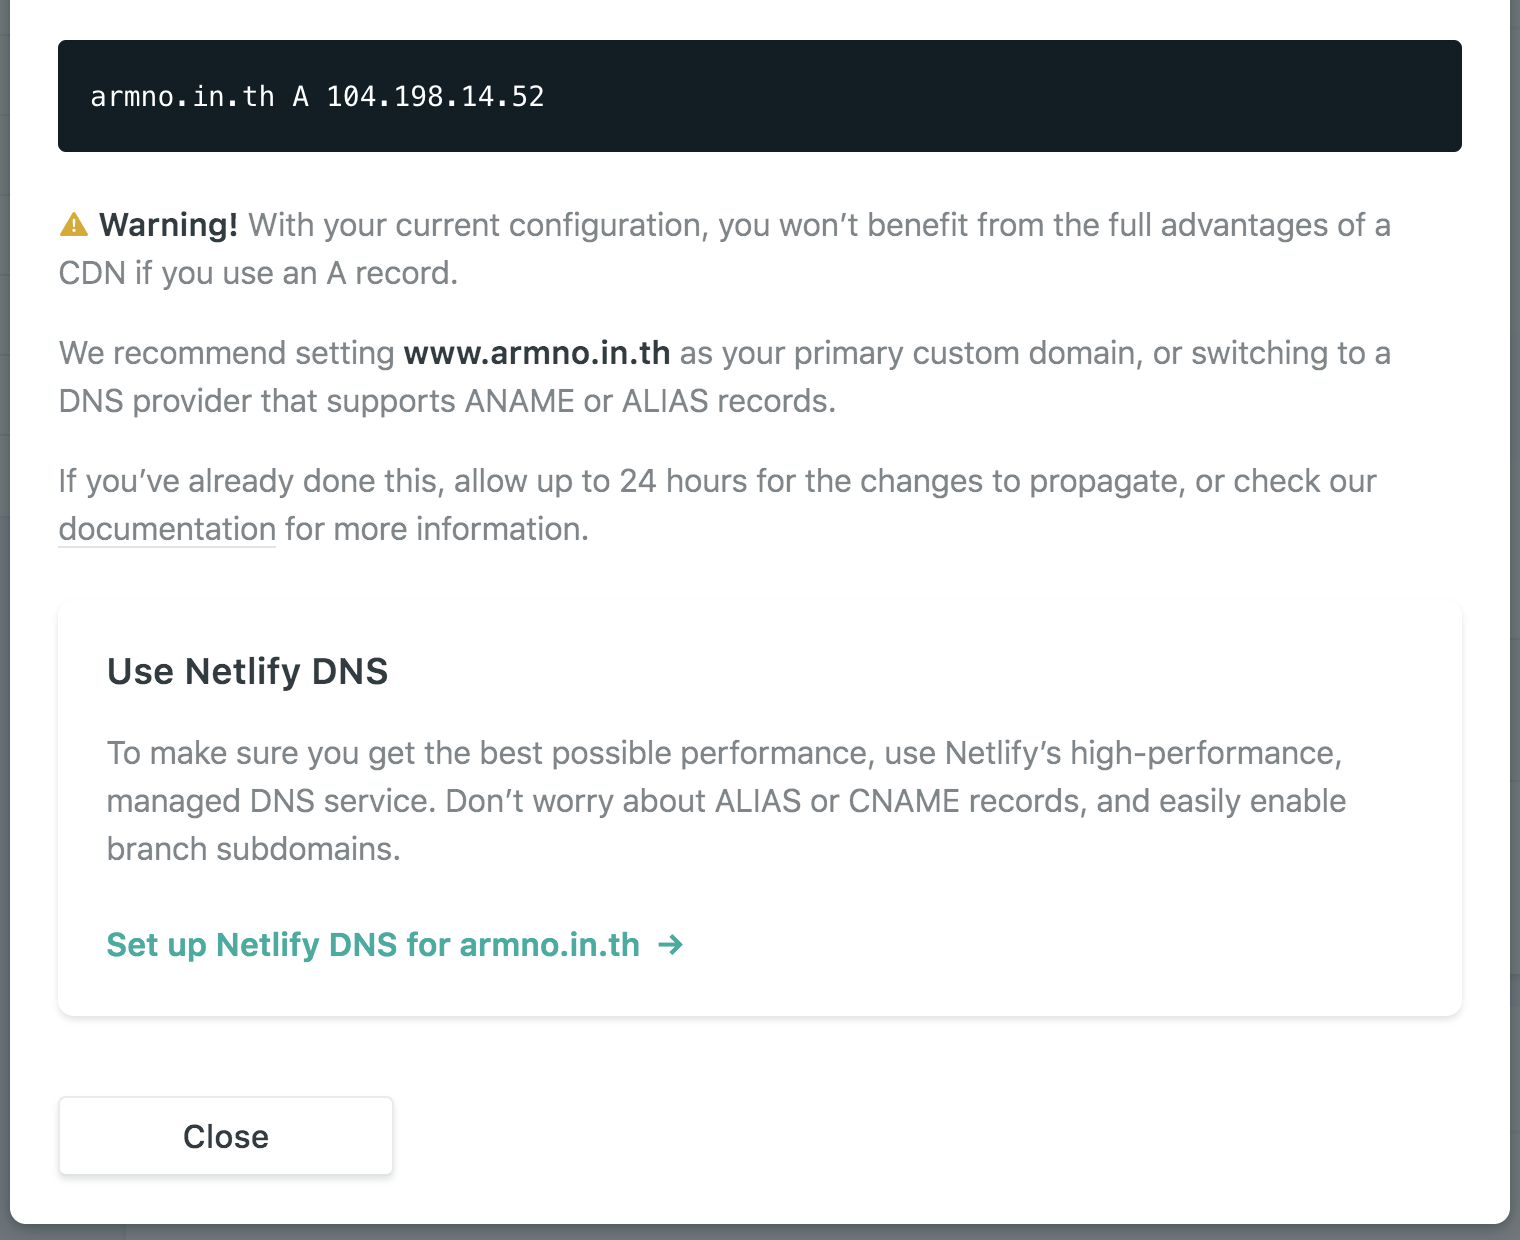 armno.in.th A 104.198.14.52
Warning! With your current configuration, you won’t benefit from the full advantages of a
CDN if you use an A record.
We recommend setting www.armno.in.th as your primary custom domain, or switching to a
DNS provider that supports ANAME or ALIAS records.
If you’ve already done this, allow up to 24 hours for the changes to propagate, or check our
documentation for more information.
Use Netlify DNS
To make sure you get the best possible performance, use Netlify’s high-performance,
managed DNS service. Don’t worry about ALIAS or CNAME records, and easily enable
branch subdomains.
Set up Netlify DNS for armno.in.th →
Close